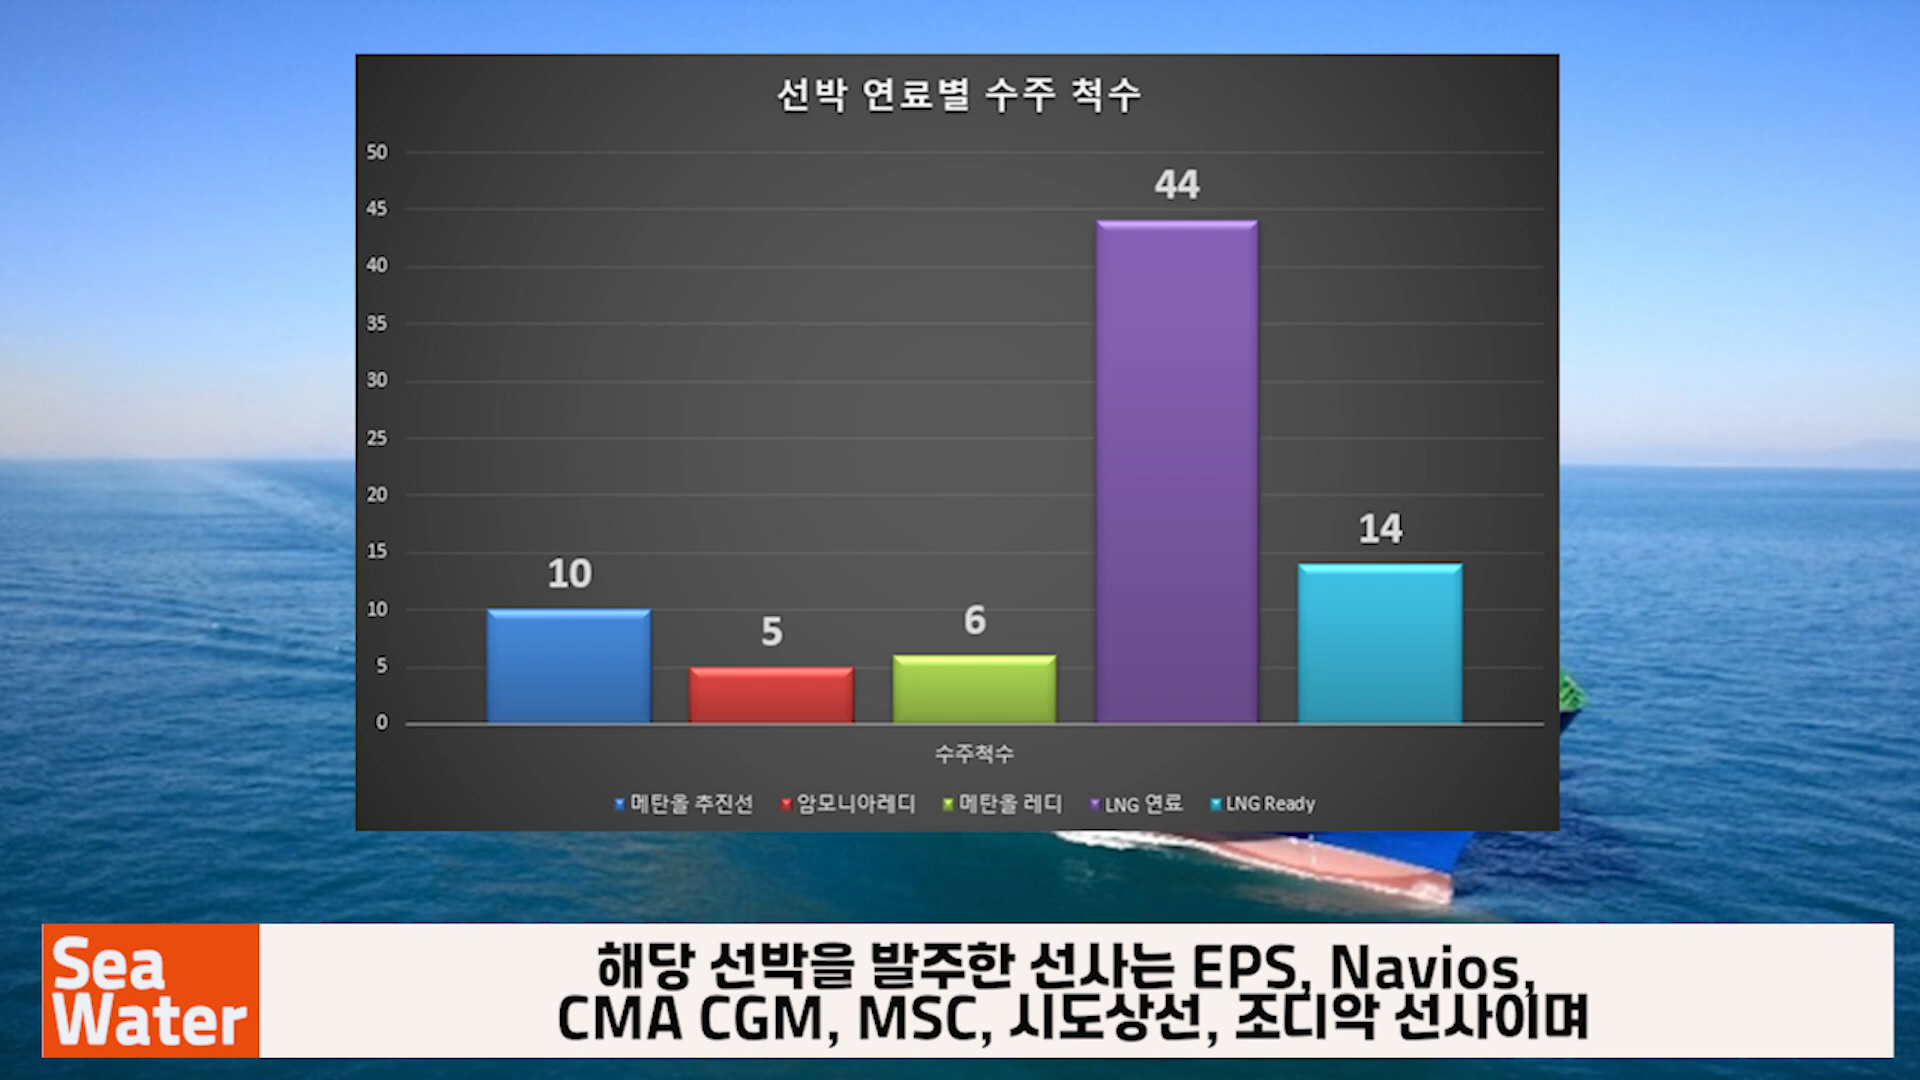 선박 연료별 수주 척수
50
45
40
35
30
25
20
15
10
5
0
10
5
6
44
14
수주척수
메탄올 추진선 암모니아레디 메탄올 레디 LNG 연료 LNG Ready
Sea
Water
해당 선박을 발주한 선사는 EPS, Navios,
CMA CGM, MSC, 시도상선, 조디악 선사이며